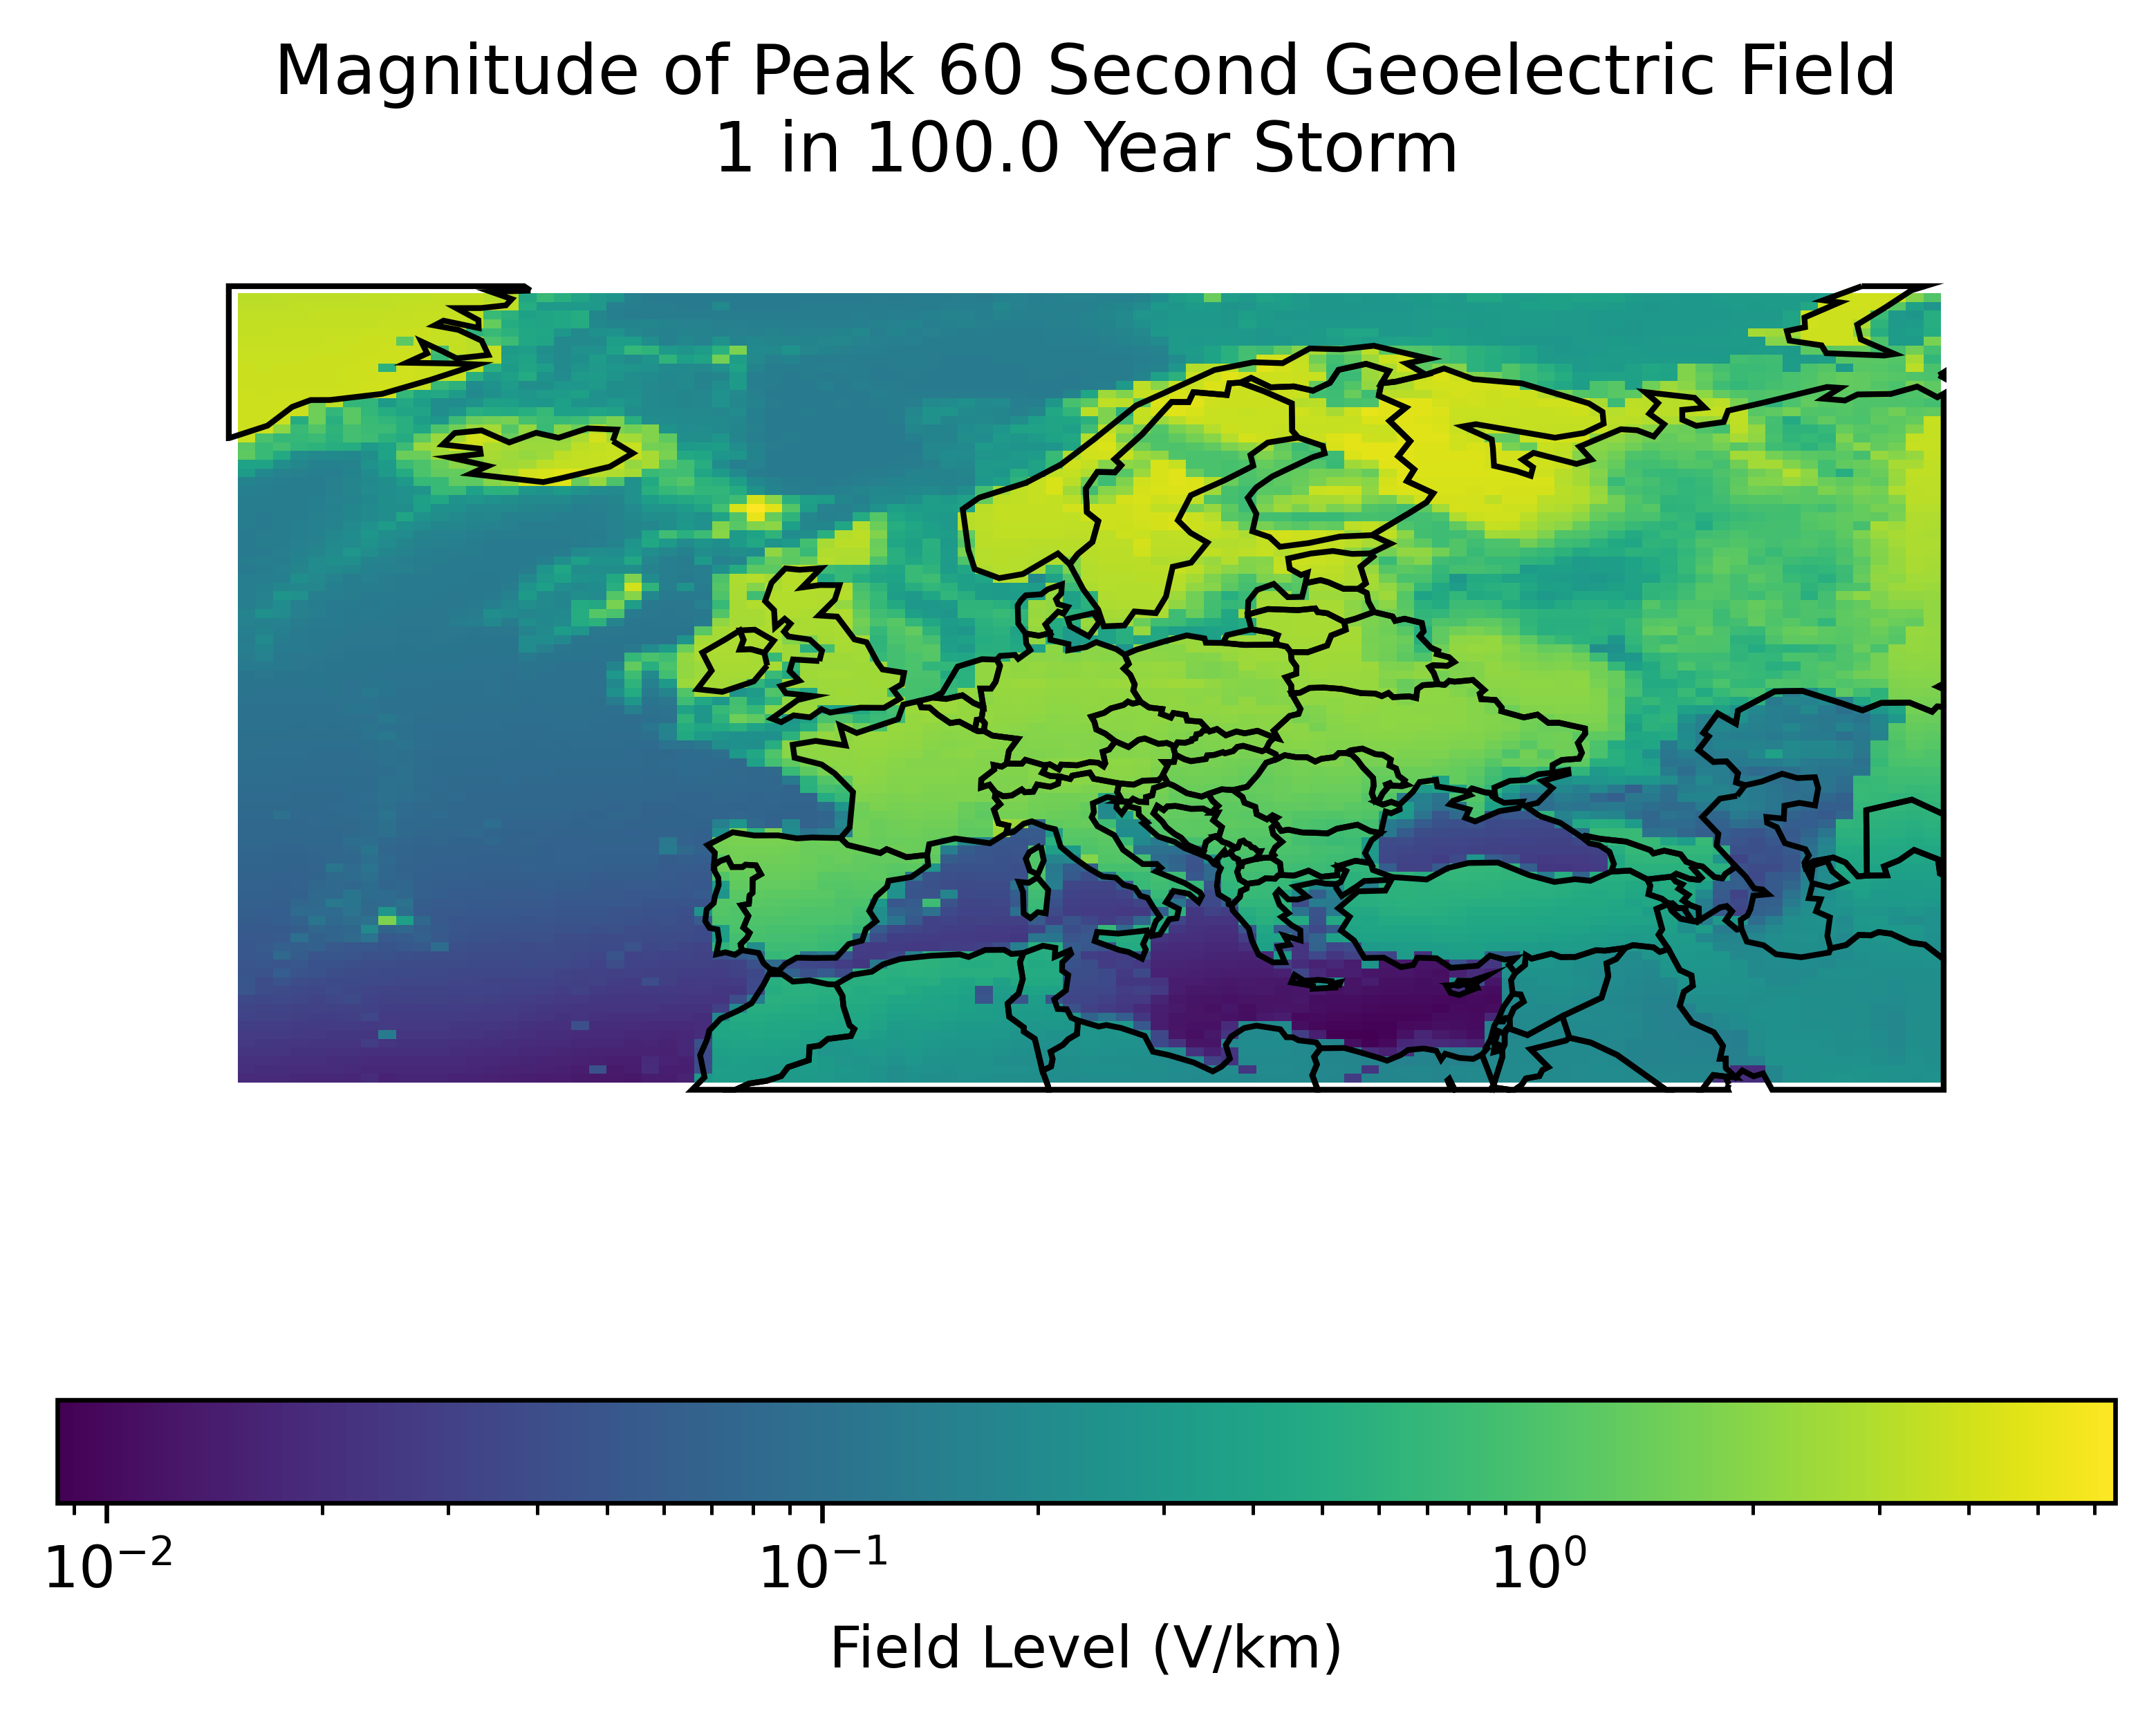 Magnitude of Peak 60 Second Geoelectric Field
1 in 100.0 Year Storm
10⁻² 10⁻¹ 10⁰
Field Level (V/km)